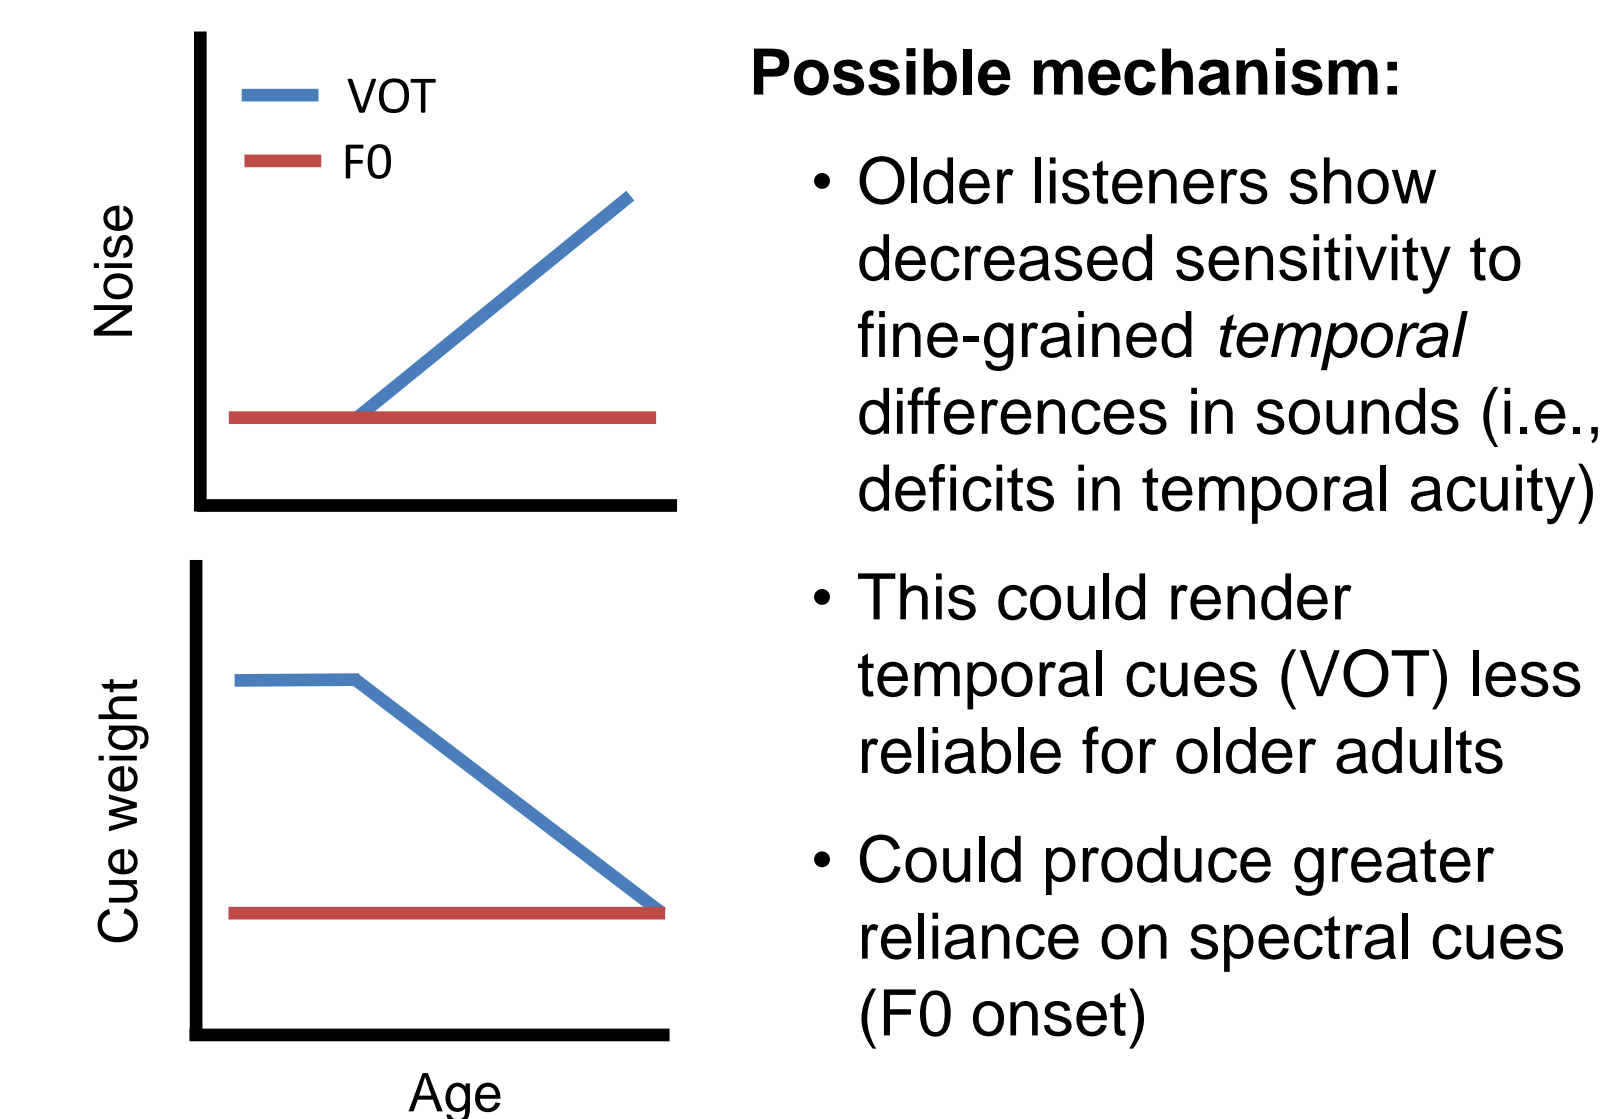 VOT
F0
Noise
Cue weight
Age
Possible mechanism:
• Older listeners show
decreased sensitivity to
fine-grained temporal
differences in sounds (i.e.,
deficits in temporal acuity)
• This could render
temporal cues (VOT) less
reliable for older adults
• Could produce greater
reliance on spectral cues
(F0 onset)